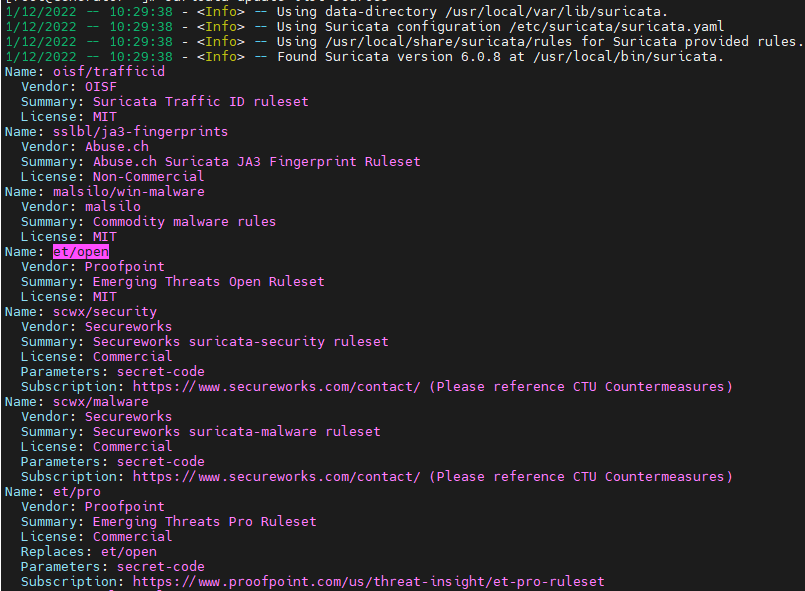 1/12/2022 -- 10:29:38 - <Info> -- Using data-directory /usr/local/var/lib/suricata.
1/12/2022 -- 10:29:38 - <Info> -- Using Suricata configuration /etc/suricata/suricata.yaml
1/12/2022 -- 10:29:38 - <Info> -- Using /usr/local/share/suricata/rules for Suricata provided rules.
1/12/2022 -- 10:29:38 - <Info> -- Found Suricata version 6.0.8 at /usr/local/bin/suricata.
Name: oisf/trafficid
  Vendor: OISF
  Summary: Suricata Traffic ID ruleset
  License: MIT
Name: sslbl/ja3-fingerprints
  Vendor: Abuse.ch
  Summary: Abuse.ch Suricata JA3 Fingerprint Ruleset
  License: Non-Commercial
Name: malsilo/win-malware
  Vendor: malsilo
  Summary: Commodity malware rules
  License: MIT
Name: et/open
  Vendor: Proofpoint
  Summary: Emerging Threats Open Ruleset
  License: MIT
Name: scwx/security
  Vendor: Secureworks
  Summary: Secureworks suricata-security ruleset
  License: Commercial
  Parameters: secret-code
  Subscription: https://www.secureworks.com/contact/ (Please reference CTU Countermeasures)
Name: scwx/malware
  Vendor: Secureworks
  Summary: Secureworks suricata-malware ruleset
  License: Commercial
  Parameters: secret-code
  Subscription: https://www.secureworks.com/contact/ (Please reference CTU Countermeasures)
Name: et/pro
  Vendor: Proofpoint
  Summary: Emerging Threats Pro Ruleset
  License: Commercial
  Replaces: et/open
  Parameters: secret-code
  Subscription: https://www.proofpoint.com/us/threat-insight/et-pro-ruleset